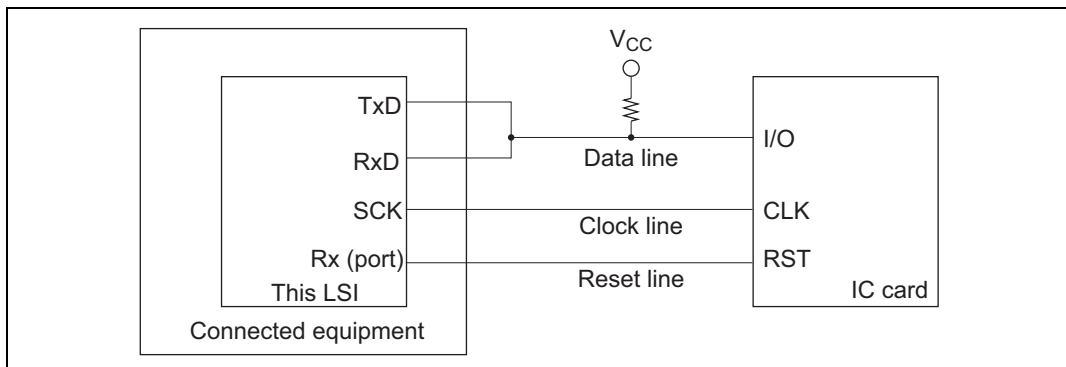 VCC
TxD
RxD
Data line
I/O
SCK
Clock line
CLK
Rx (port)
Reset line
RST
This LSI
IC card
Connected equipment